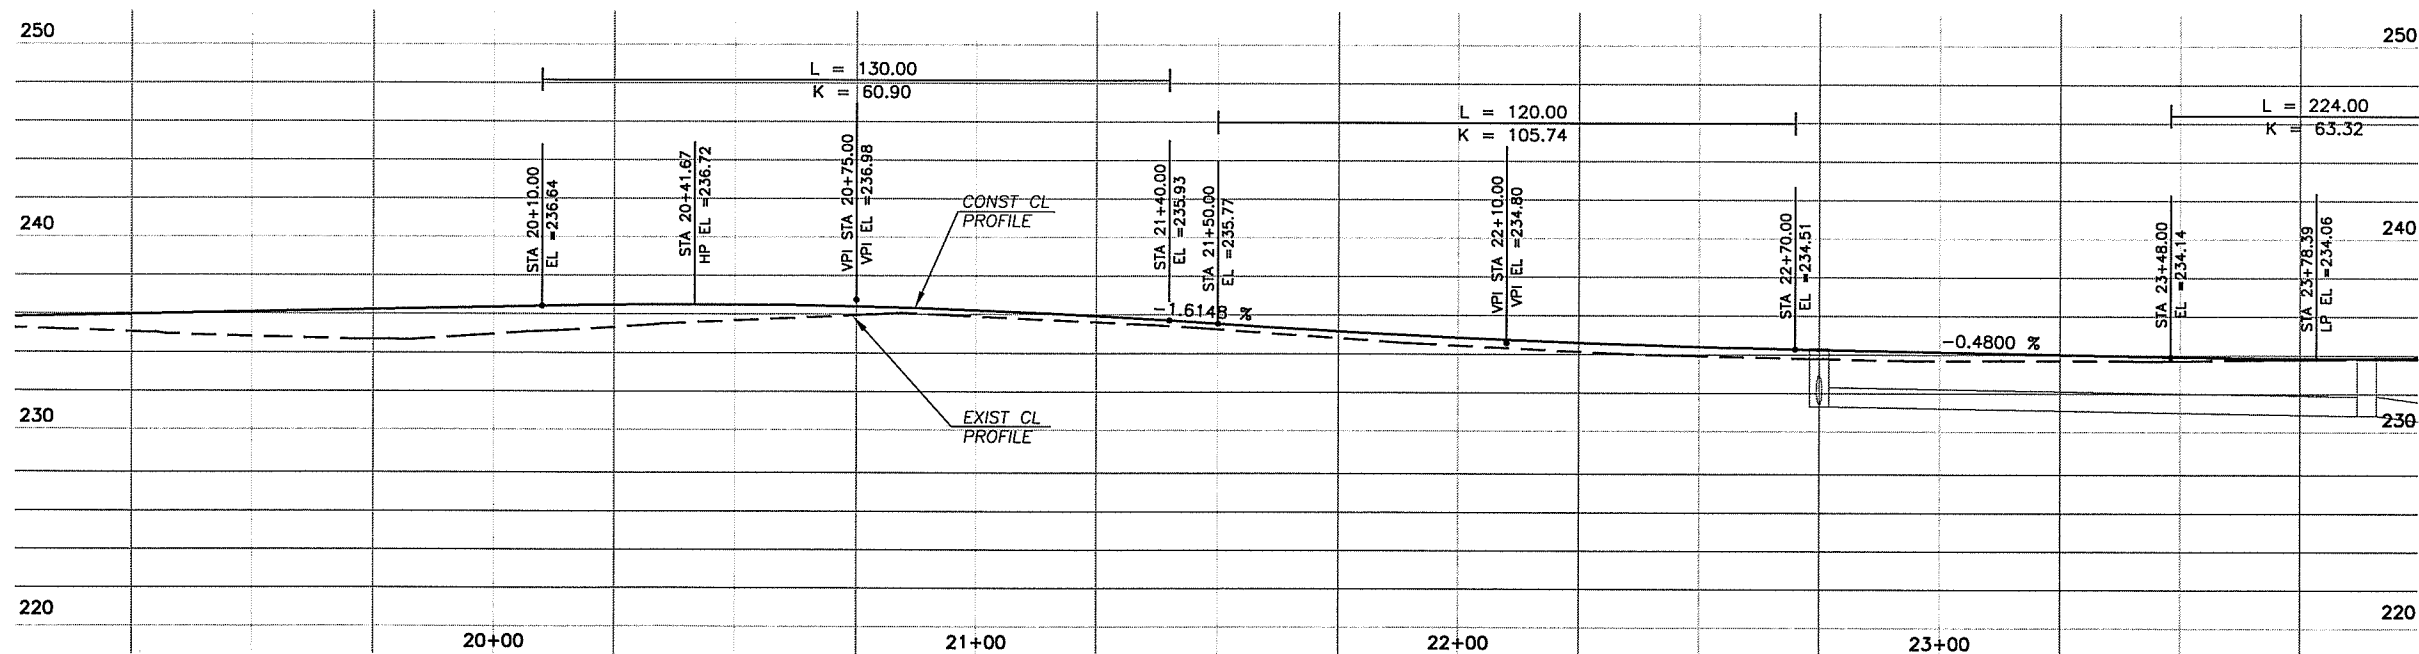 250
250
L = 130.00
K = 60.90
L = 120.00
K = 105.74
L = 224.00
K = 63.32
STA 20+10.00
EL =236.64
STA 20+41.67
HP EL =236.72
VPI STA 20+75.00
VPI EL =236.98
STA 21+40.00
EL =235.93
STA 21+50.00
EL =235.77
VPI STA 22+10.00
VPI EL =234.80
STA 22+70.00
EL =234.51
STA 23+48.00
EL =234.14
STA 23+78.39
LP EL =234.06
240
240
CONST CL
PROFILE
-1.6148 %
-0.4800 %
230
230
EXIST CL
PROFILE
220
220
20+00
21+00
22+00
23+00